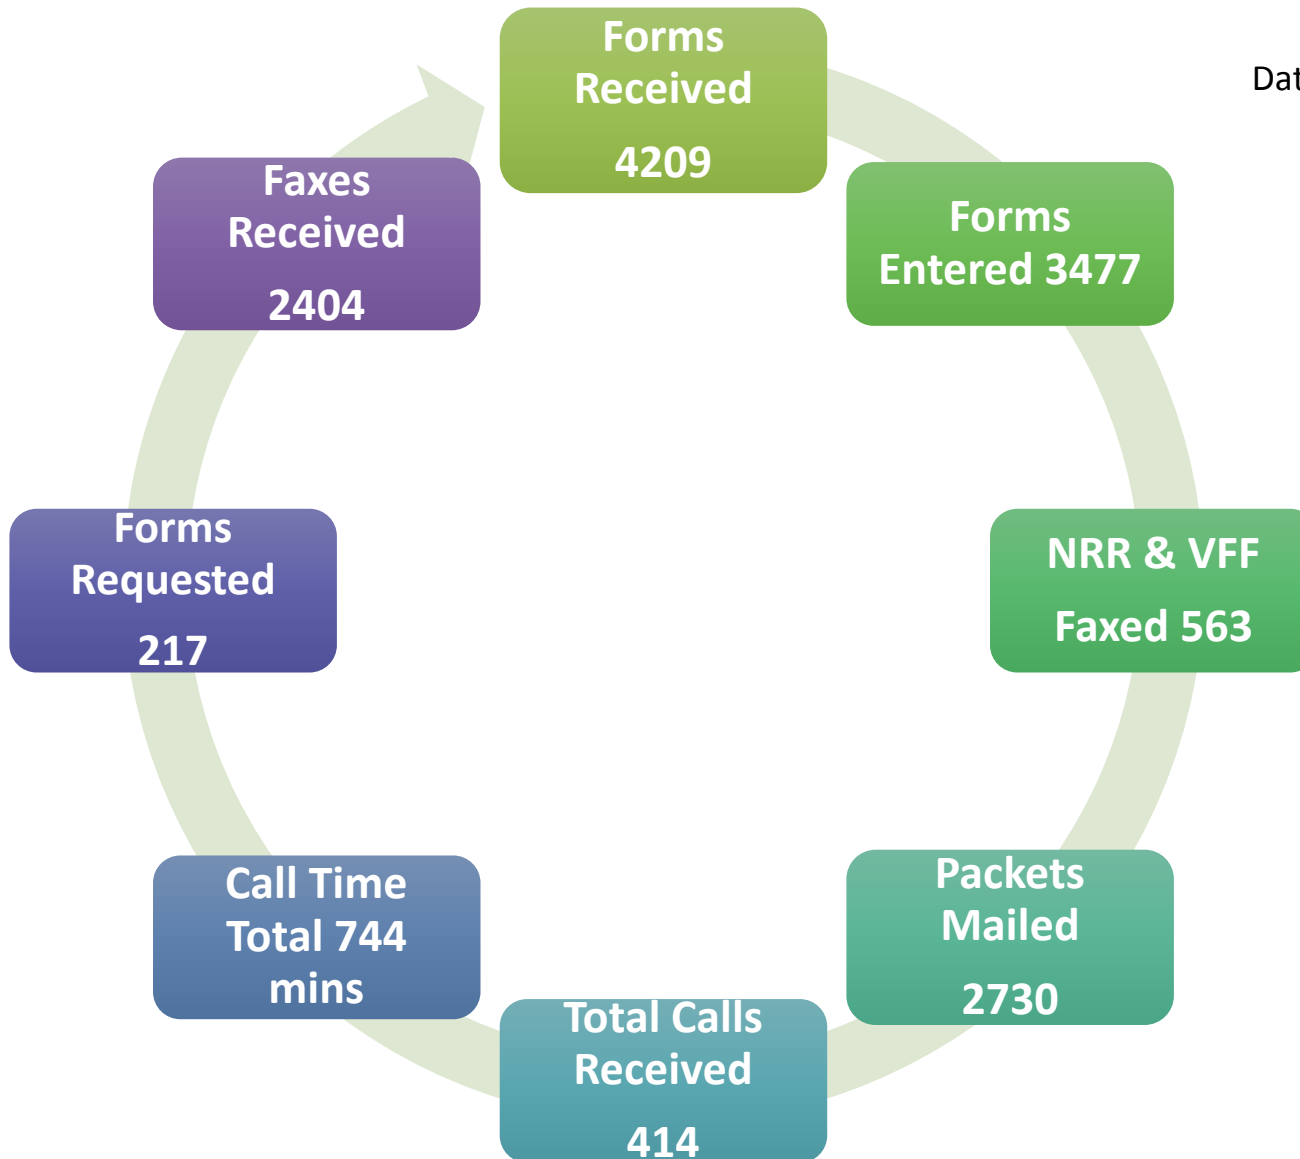 Forms
Received
4209
Dat
Forms
Entered 3477
NRR & VFF
Faxed 563
Packets
Mailed
2730
Total Calls
Received
414
Call Time
Total 744
mins
Forms
Requested
217
Faxes
Received
2404